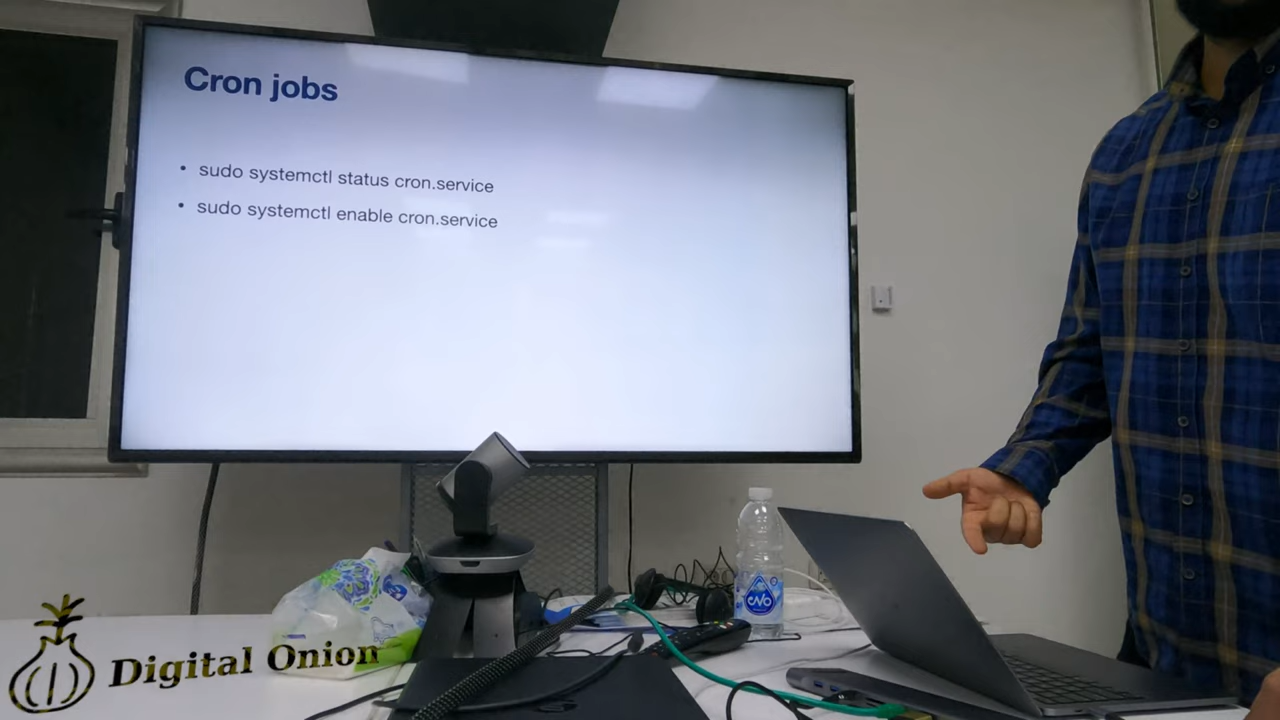 Cron jobs
• sudo systemctl status cron.service
• sudo systemctl enable cron.service
Digital Onion